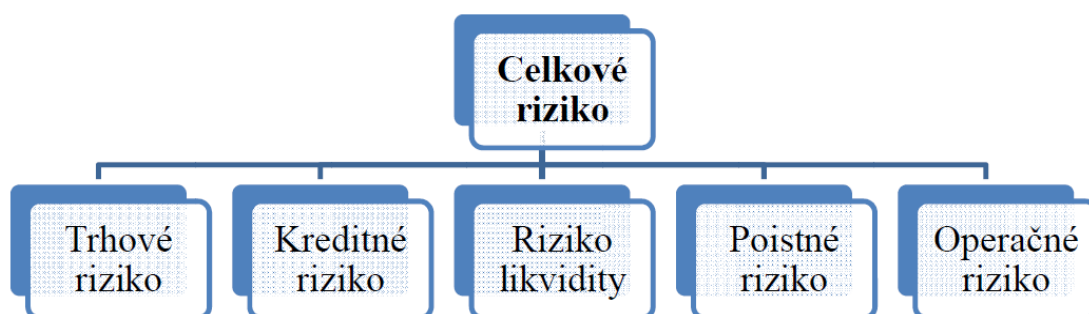 Celkové
riziko
Trhové
riziko
Kreditné
riziko
Riziko
likvidity
Poistné
riziko
Operačné
riziko